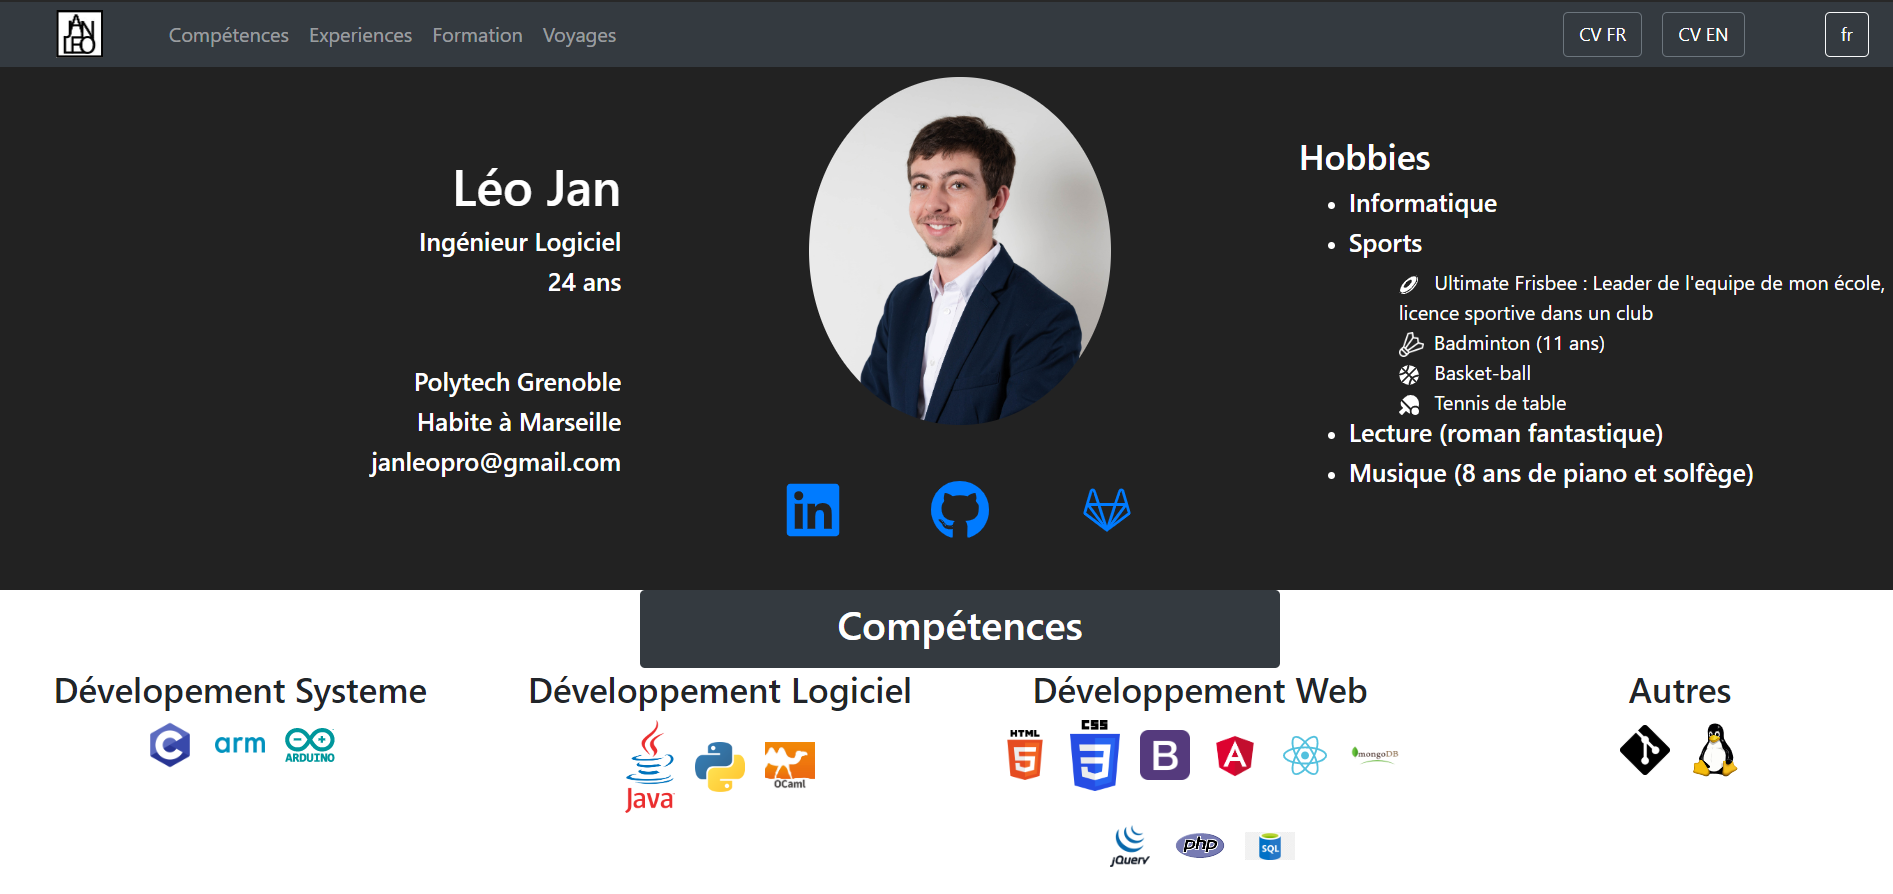 JAN
LEO
Compétences Experiences Formation Voyages
CV FR CV EN fr
Léo Jan
Ingénieur Logiciel
24 ans
Polytech Grenoble
Habite à Marseille
janleopro@gmail.com
in
Hobbies
Informatique
Sports
Ultimate Frisbee : Leader de l'equipe de mon école,
licence sportive dans un club
Badminton (11 ans)
Basket-ball
Tennis de table
Lecture (roman fantastique)
Musique (8 ans de piano et solfège)
Compétences
Dévelopement Systeme
C arm ARDUINO
Développement Logiciel
Java OCaml
Développement Web
HTML 5 CSS 3 B A mongoDB
jQuery php SQL
Autres